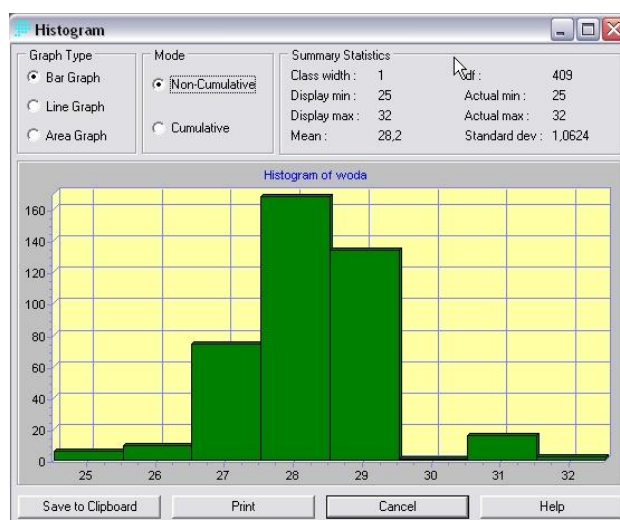 Histogram
Graph Type
Bar Graph
Line Graph
Area Graph
Mode
Non-Cumulative
Cumulative
Summary Statistics
Class width : 1 df : 409
Display min : 25 Actual min : 25
Display max : 32 Actual max : 32
Mean : 28,2 Standard dev : 1,0624
Histogram of woda
160
140
120
100
80
60
40
20
0
25 26 27 28 29 30 31 32
Save to Clipboard Print Cancel Help